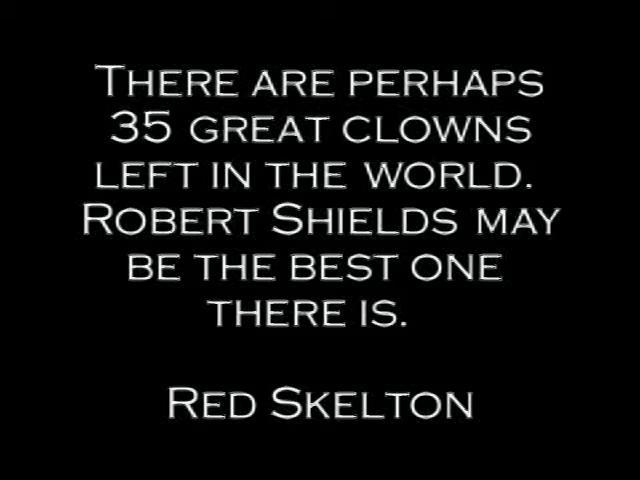 THERE ARE PERHAPS
35 GREAT CLOWNS
LEFT IN THE WORLD.
ROBERT SHIELDS MAY
BE THE BEST ONE
THERE IS.
RED SKELTON